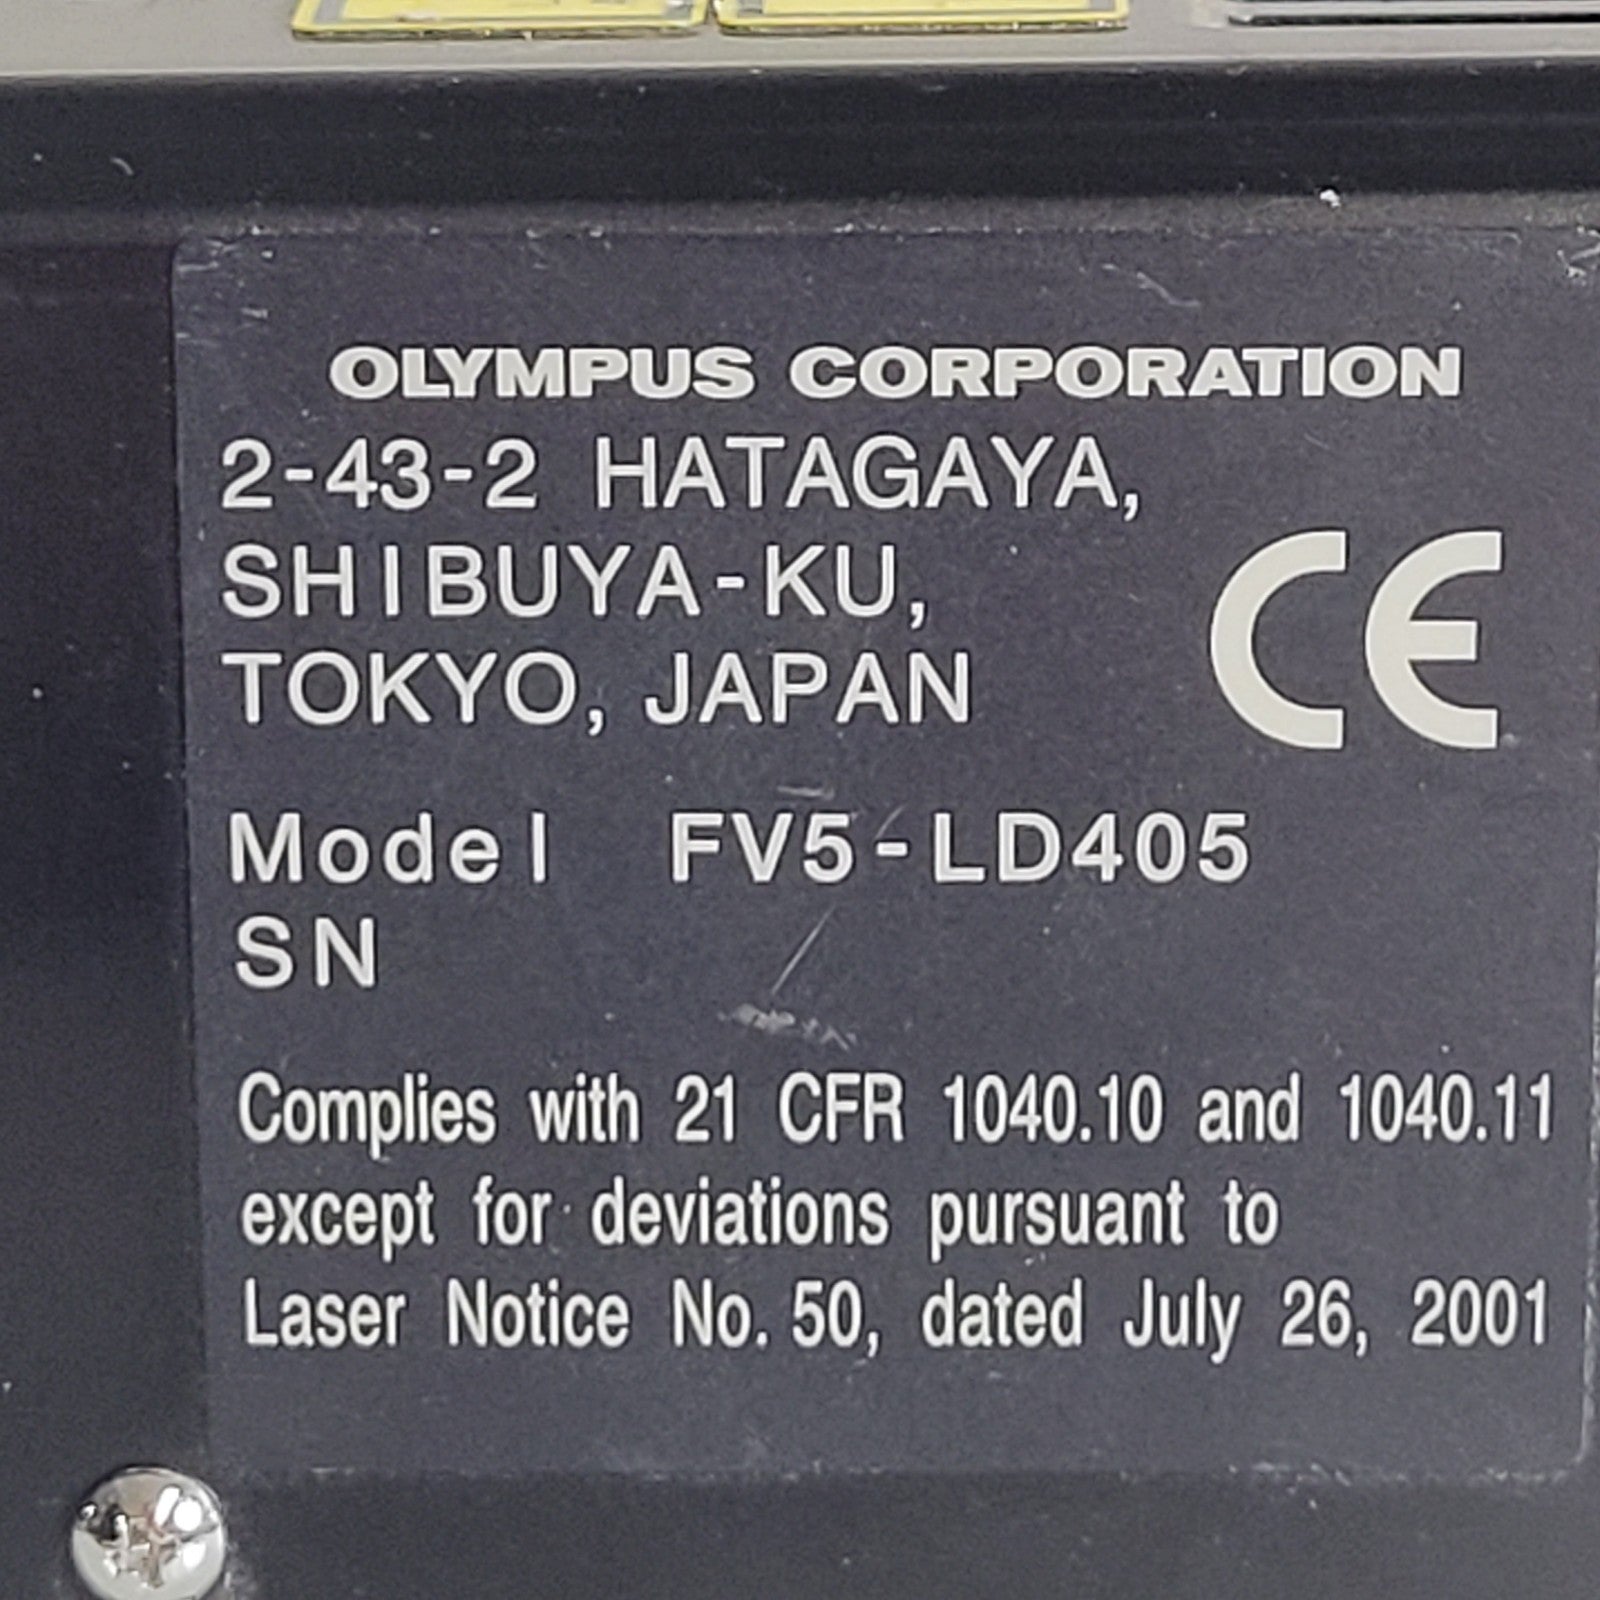 OLYMPUS CORPORATION
2-43-2 HATAGAYA,
SHIBUYA-KU,
TOKYO, JAPAN
CE
Model FV5-LD405
SN
Complies with 21 CFR 1040.10 and 1040.11
except for deviations pursuant to
Laser Notice No. 50, dated July 26, 2001